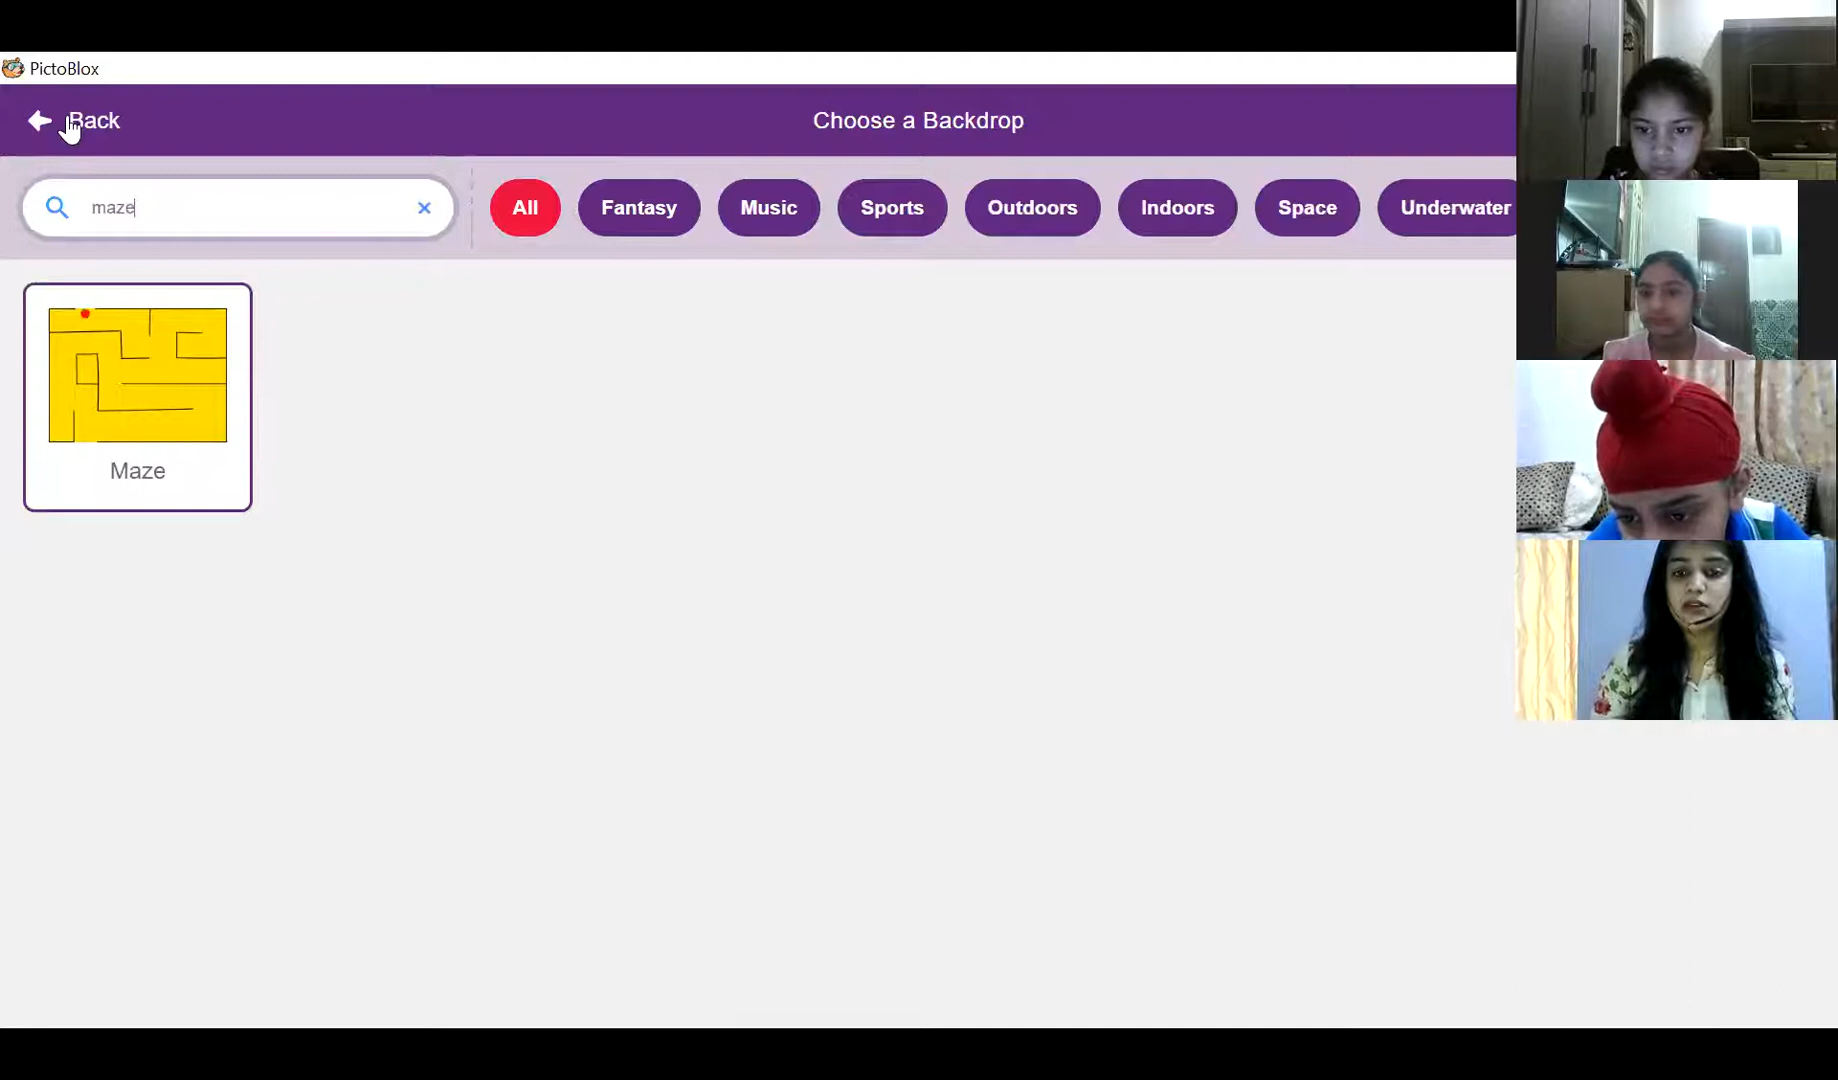 PictoBlox
Back
Choose a Backdrop
maze
All
Fantasy
Music
Sports
Outdoors
Indoors
Space
Underwater
Maze